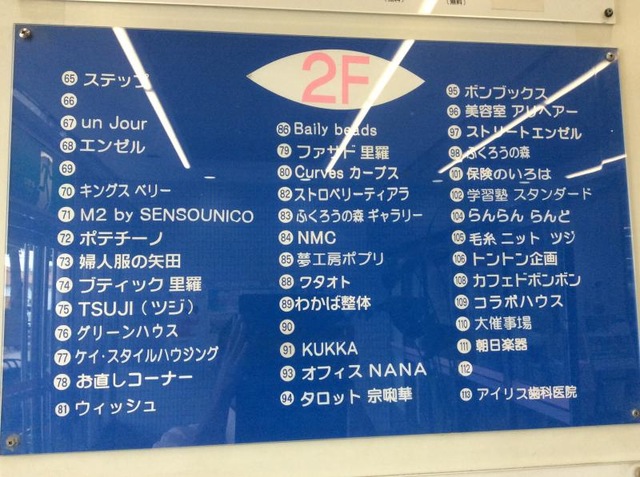 2F
65 ステップ
66
67 un Jour
68 エンゼル
69
70 キングス ベリー
71 M2 by SENSOUNICO
72 ポテチーノ
73 婦人服の矢田
74 ブティック 里羅
75 TSUJI（ツジ）
76 グリーンハウス
77 ケイ・スタイルハウジング
78 お直しコーナー
81 ウィッシュ
86 Baily beads
79 ファサド 里羅
80 Curves カーブス
82 ストロベリーティアラ
83 ふくろうの森 ギャラリー
84 NMC
85 夢工房ポプリ
88 ワタオト
89 わかば整体
90
91 KUKKA
93 オフィス NANA
94 タロット 宗咖華
95 ボンブックス
96 美容室 アリヘアー
97 ストリートエンゼル
98 ふくろうの森
101 保険のいろは
102 学習塾 スタンダード
104 らんらん らんど
105 毛糸 ニット ツジ
106 トントン企画
108 カフェドボンボン
109 コラボハウス
110 大催事場
111 朝日楽器
112
113 アイリス歯科医院